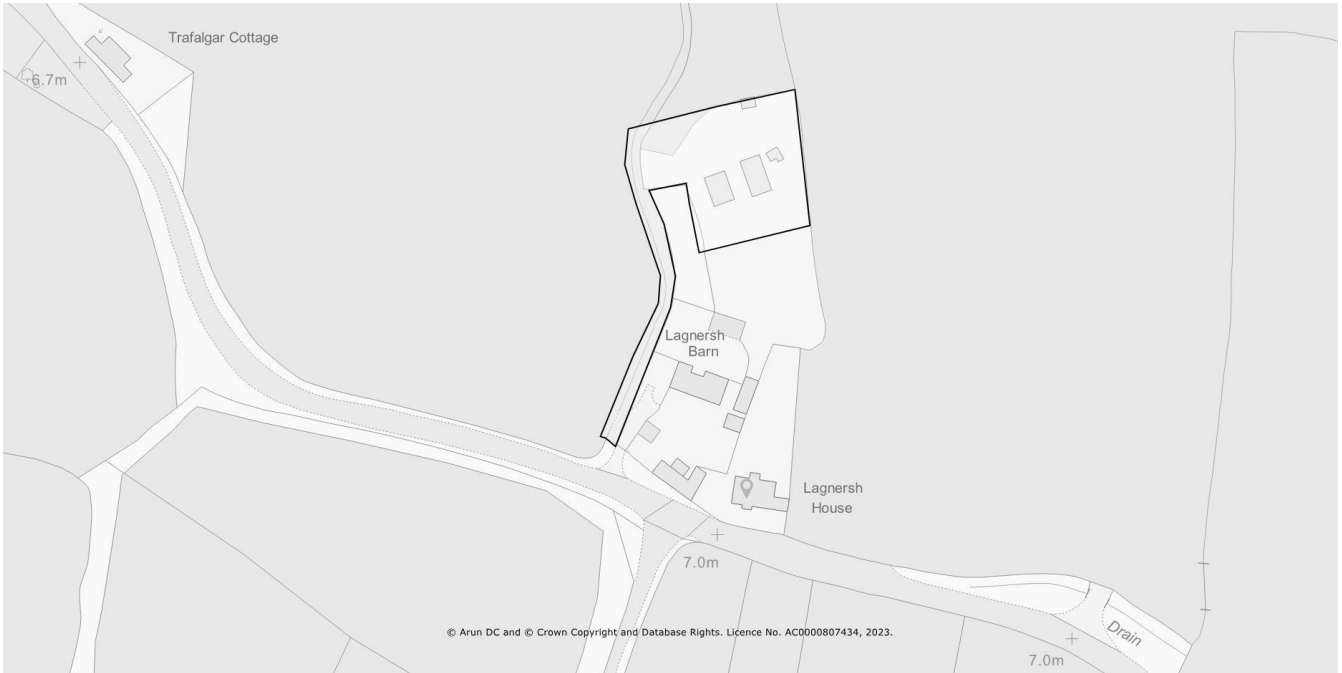 Trafalgar Cottage
6.7m
Lagnersh
Barn
Lagnersh
House
7.0m
© Arun DC and © Crown Copyright and Database Rights. Licence No. AC0000807434, 2023.
Drain
7.0m